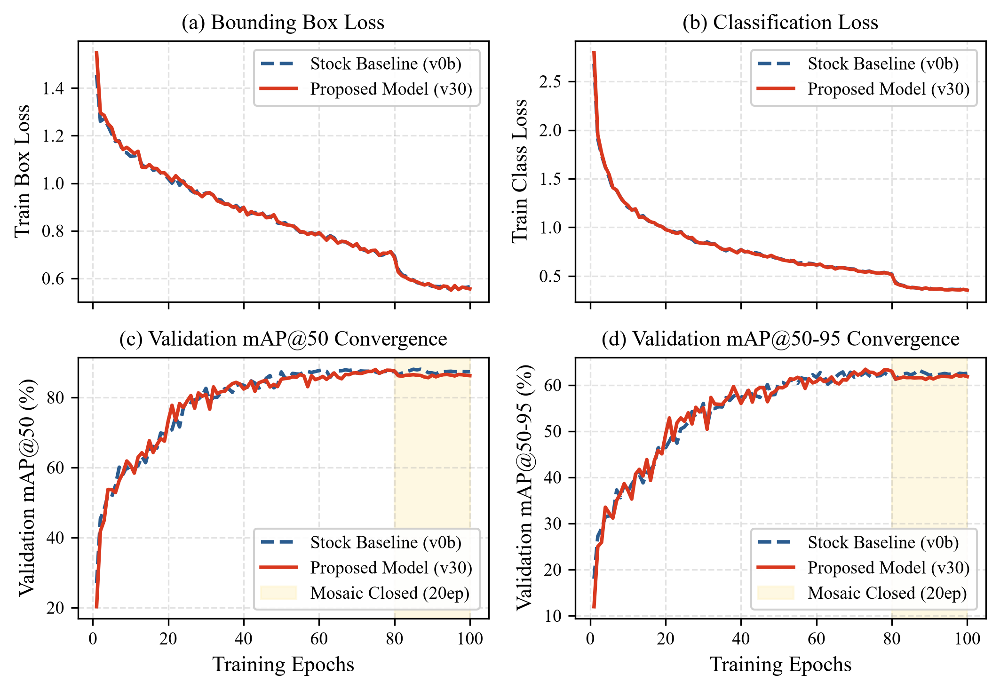 (a) Bounding Box Loss
Train Box Loss
1.4
1.2
1.0
0.8
0.6
Stock Baseline (v0b)
Proposed Model (v30)
(b) Classification Loss
Train Class Loss
2.5
2.0
1.5
1.0
0.5
Stock Baseline (v0b)
Proposed Model (v30)
(c) Validation mAP@50 Convergence
Validation mAP@50 (%)
80
60
40
20
Stock Baseline (v0b)
Proposed Model (v30)
Mosaic Closed (20ep)
0 20 40 60 80 100
Training Epochs
(d) Validation mAP@50-95 Convergence
Validation mAP@50-95 (%)
60
50
40
30
20
10
Stock Baseline (v0b)
Proposed Model (v30)
Mosaic Closed (20ep)
0 20 40 60 80 100
Training Epochs